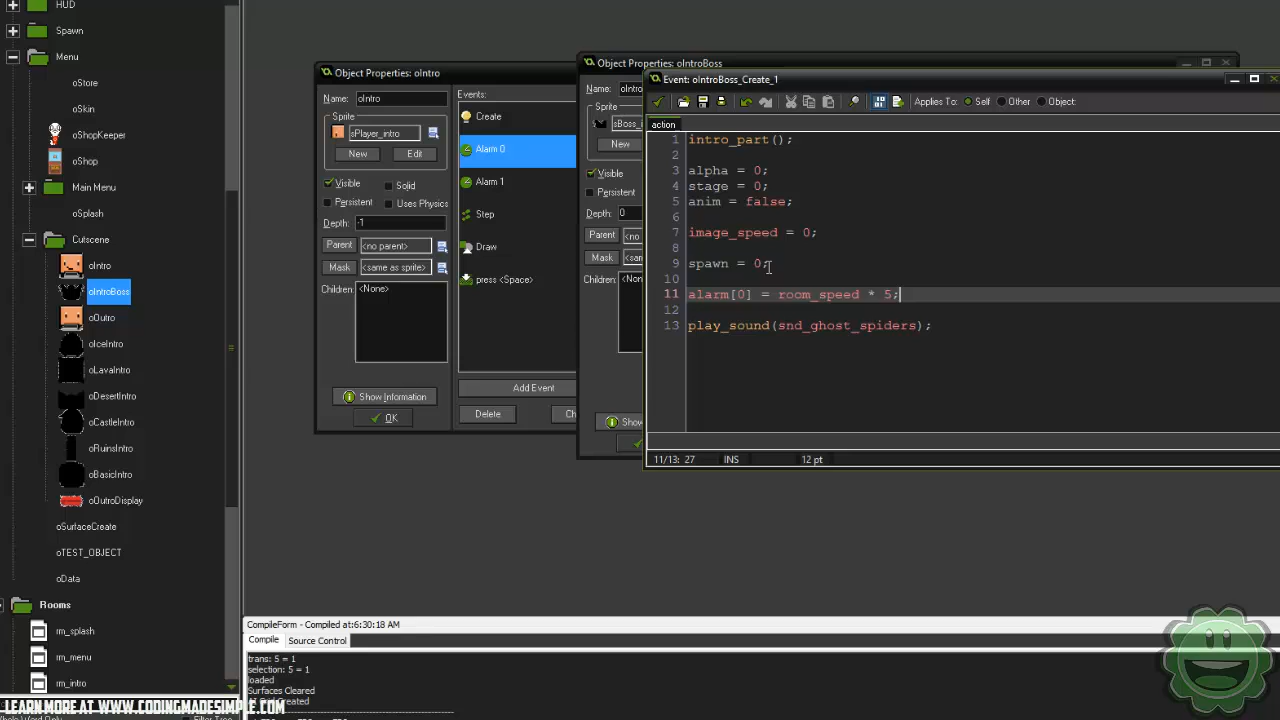 HUD
Spawn
Menu
oStore
oSkin
oShopKeeper
oShop
Main Menu
oSplash
Cutscene
oIntro
oIntroBoss
oOutro
oIceIntro
oLavaIntro
oDesertIntro
oCastleIntro
oRuinsIntro
oBasicIntro
oOutroDisplay
oSurfaceCreate
oTEST_OBJECT
oData
Rooms
rm_splash
rm_menu
rm_intro
LEARN MORE AT WWW.CODINGMADESIMPLE.COM
Object Properties: oIntro
Name: oIntro
Sprite
sPlayer_intro
New Edit
Visible Solid
Persistent Uses Physics
Depth: -1
Parent <no parent>
Mask <same as sprite>
Children: <None>
Show Information
OK
Events:
Create
Alarm 0
Alarm 1
Step
Draw
press <Space>
Add Event
Delete
Object Properties: oIntroBoss
Name:
Sprite
New
Visible
Persistent
Depth: 0
Parent
Mask
Children:
Event: oIntroBoss_Create_1
Applies To: Self Other Object:
action
1 intro_part();
2
3 alpha = 0;
4 stage = 0;
5 anim = false;
6
7 image_speed = 0;
8
9 spawn = 0;
10
11 alarm[0] = room_speed * 5;
12
13 play_sound(snd_ghost_spiders);
11/13: 27 INS 12 pt
CompileForm - Compiled at:6:30:18 AM
Compile Source Control
trans: 5 = 1
selection: 5 = 1
loaded
Surfaces Cleared